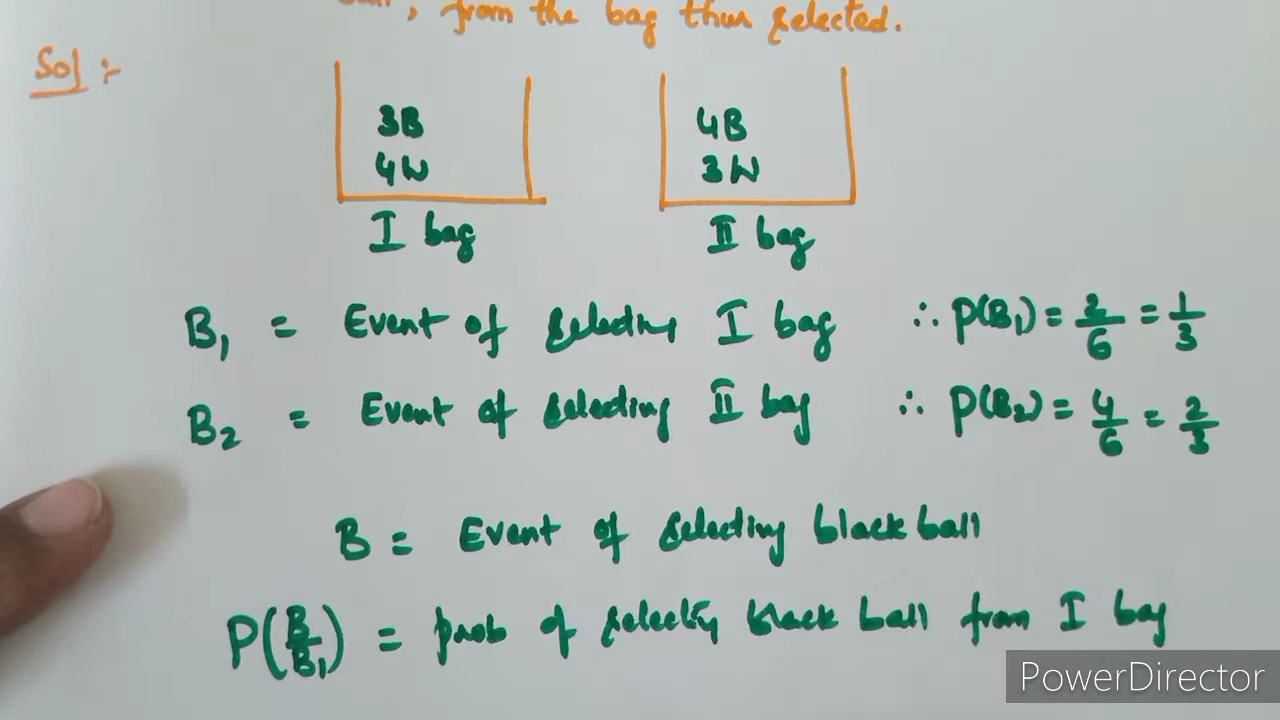 , from the bag thus selected.
Sol :-
3B
4W
I bag
4B
3W
II bag
B₁ = Event of selecting I bag ∴ P(B₁) = 2/6 = 1/3
B₂ = Event of selecting II bag ∴ P(B₂) = 4/6 = 2/3
B = Event of selecting black ball
P(B/B₁) = prob of selectig black ball from I bag
PowerDirector